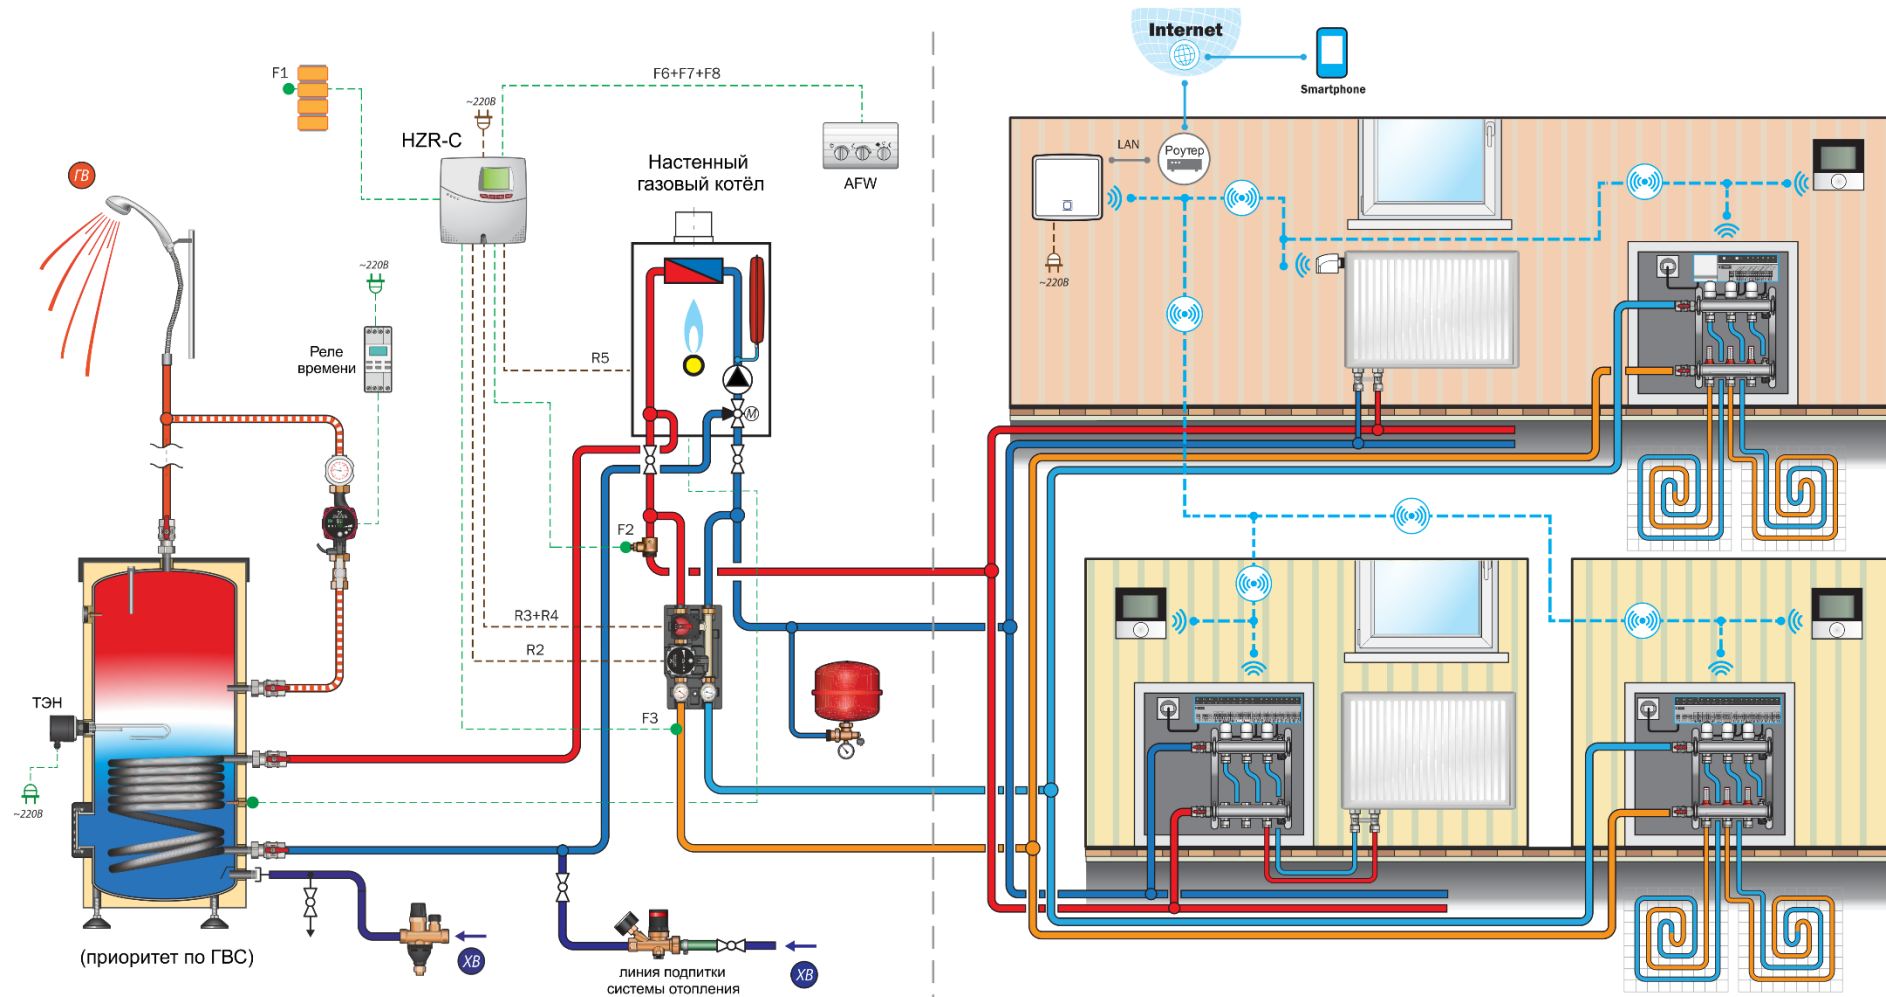 Internet
Smartphone
F1
F6+F7+F8
~220В
HZR-C
AFW
LAN
Роутер
Настенный
газовый котёл
ГВ
~220В
~220В
Реле
времени
R5
M
F2
R3+R4
R2
ТЭН
F3
~220В
(приоритет по ГВС)
ХВ
линия подпитки
системы отопления
ХВ